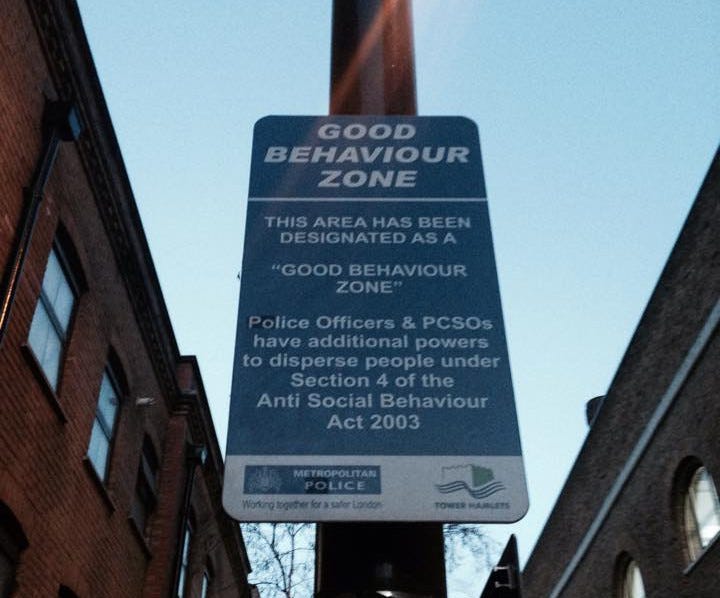 GOOD
BEHAVIOUR
ZONE
THIS AREA HAS BEEN
DESIGNATED AS A
“GOOD BEHAVIOUR
ZONE”
Police Officers & PCSOs
have additional powers
to disperse people under
Section 4 of the
Anti Social Behaviour
Act 2003
METROPOLITAN
POLICE
Working together for a safer London
TOWER HAMLETS